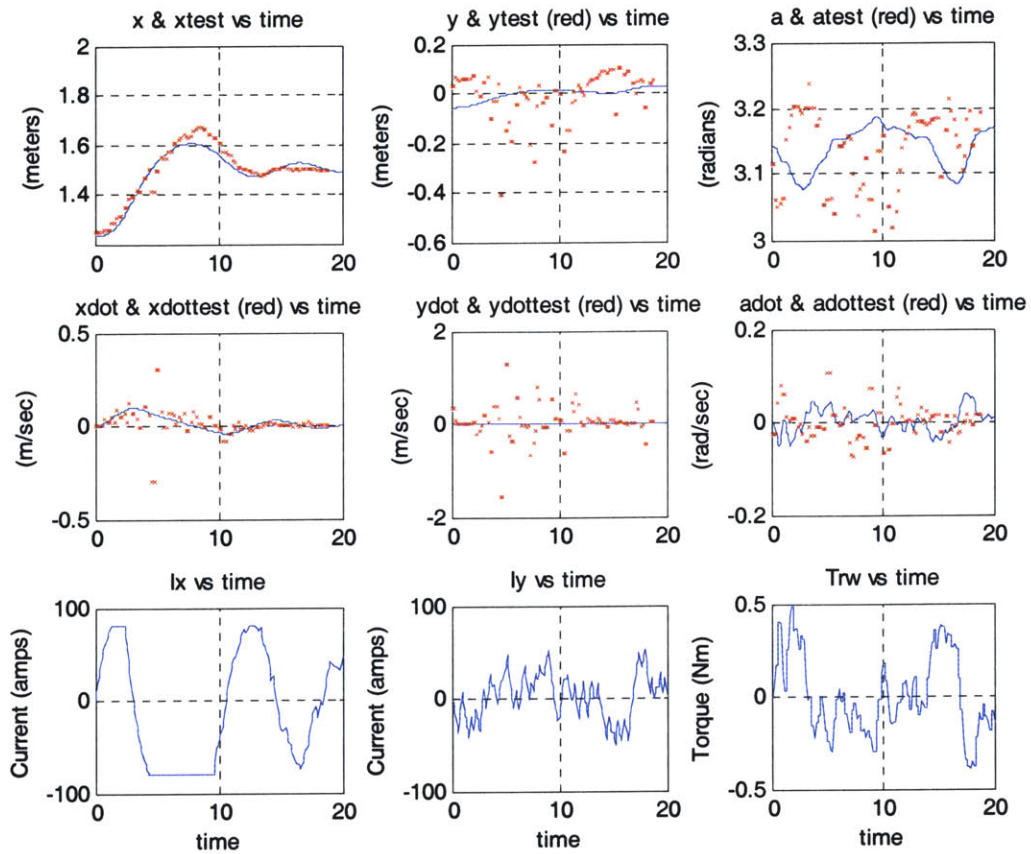 x & xtest vs time
y & ytest (red) vs time
a & atest (red) vs time
(meters)
2
1.8
1.6
1.4
0
10
20
(meters)
0.2
0
-0.2
-0.4
-0.6
0
10
20
(radians)
3.3
3.2
3.1
3
0
10
20
xdot & xdottest (red) vs time
ydot & ydottest (red) vs time
adot & adottest (red) vs time
(m/sec)
0.5
0
-0.5
0
10
20
(m/sec)
2
0
-2
0
10
20
(rad/sec)
0.2
0
-0.2
0
10
20
Ix vs time
Iy vs time
Trw vs time
Current (amps)
100
0
-100
0
10
20
time
Current (amps)
100
0
-100
0
10
20
time
Torque (Nm)
0.5
0
-0.5
0
10
20
time